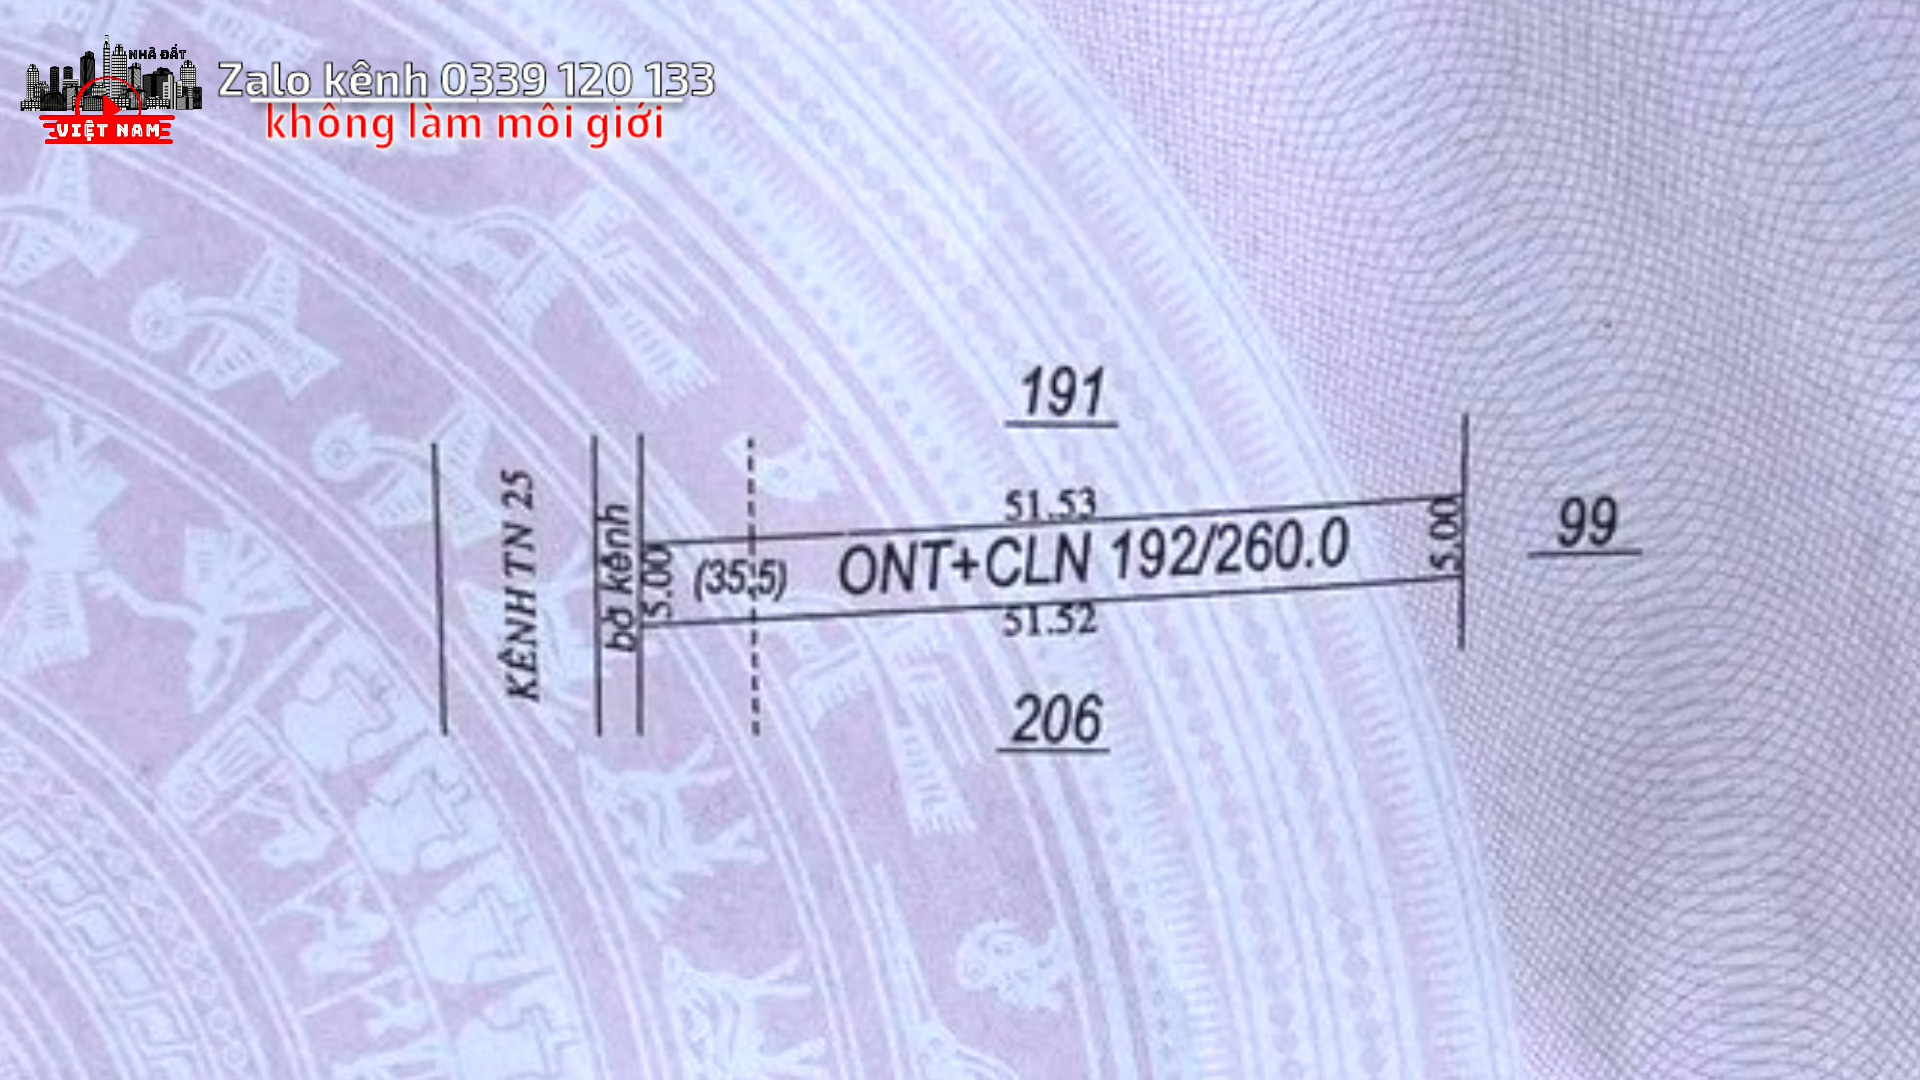 NHÀ ĐẤT
VIỆT NAM
Zalo kênh 0339 120 133
không làm môi giới
191
KÊNH TN 25
bờ kênh
5.00
(35.5)
51.53
ONT+CLN 192/260.0
51.52
5.00
99
206